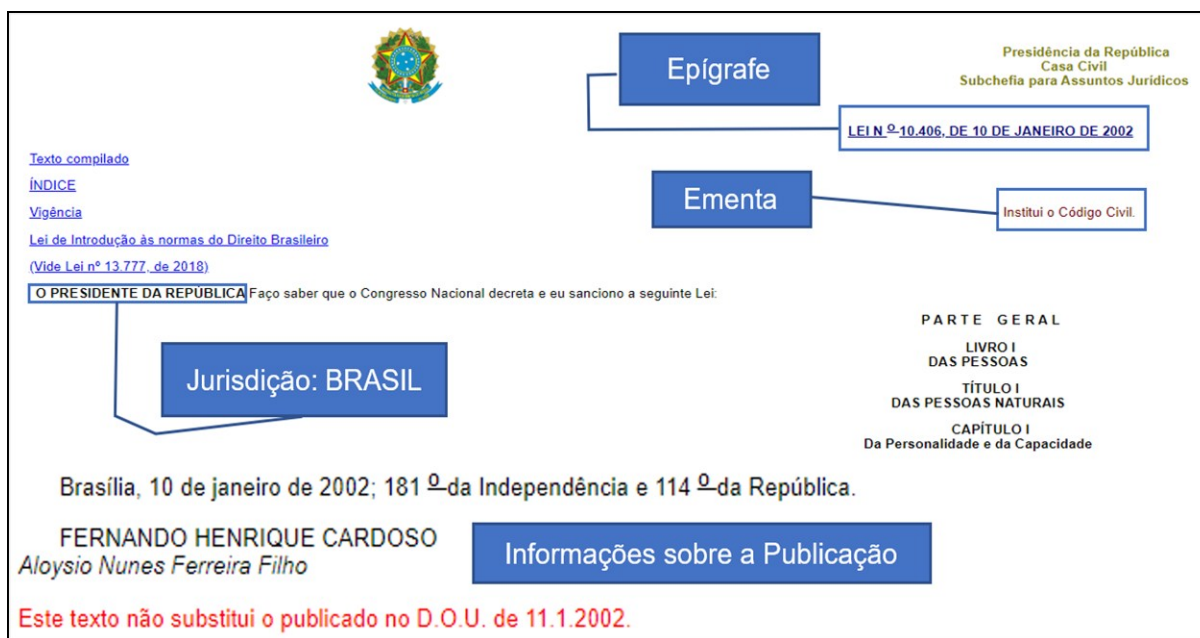 Epígrafe
Presidência da República
Casa Civil
Subchefia para Assuntos Jurídicos
LEI N º 10.406, DE 10 DE JANEIRO DE 2002
Texto compilado
ÍNDICE
Vigência
Lei de Introdução às normas do Direito Brasileiro
(Vide Lei nº 13.777, de 2018)
Ementa
Institui o Código Civil.
O PRESIDENTE DA REPÚBLICA Faço saber que o Congresso Nacional decreta e eu sanciono a seguinte Lei:
Jurisdição: BRASIL
PARTE GERAL
LIVRO I
DAS PESSOAS
TÍTULO I
DAS PESSOAS NATURAIS
CAPÍTULO I
Da Personalidade e da Capacidade
Brasília, 10 de janeiro de 2002; 181 º da Independência e 114 º da República.
FERNANDO HENRIQUE CARDOSO
Aloysio Nunes Ferreira Filho
Informações sobre a Publicação
Este texto não substitui o publicado no D.O.U. de 11.1.2002.